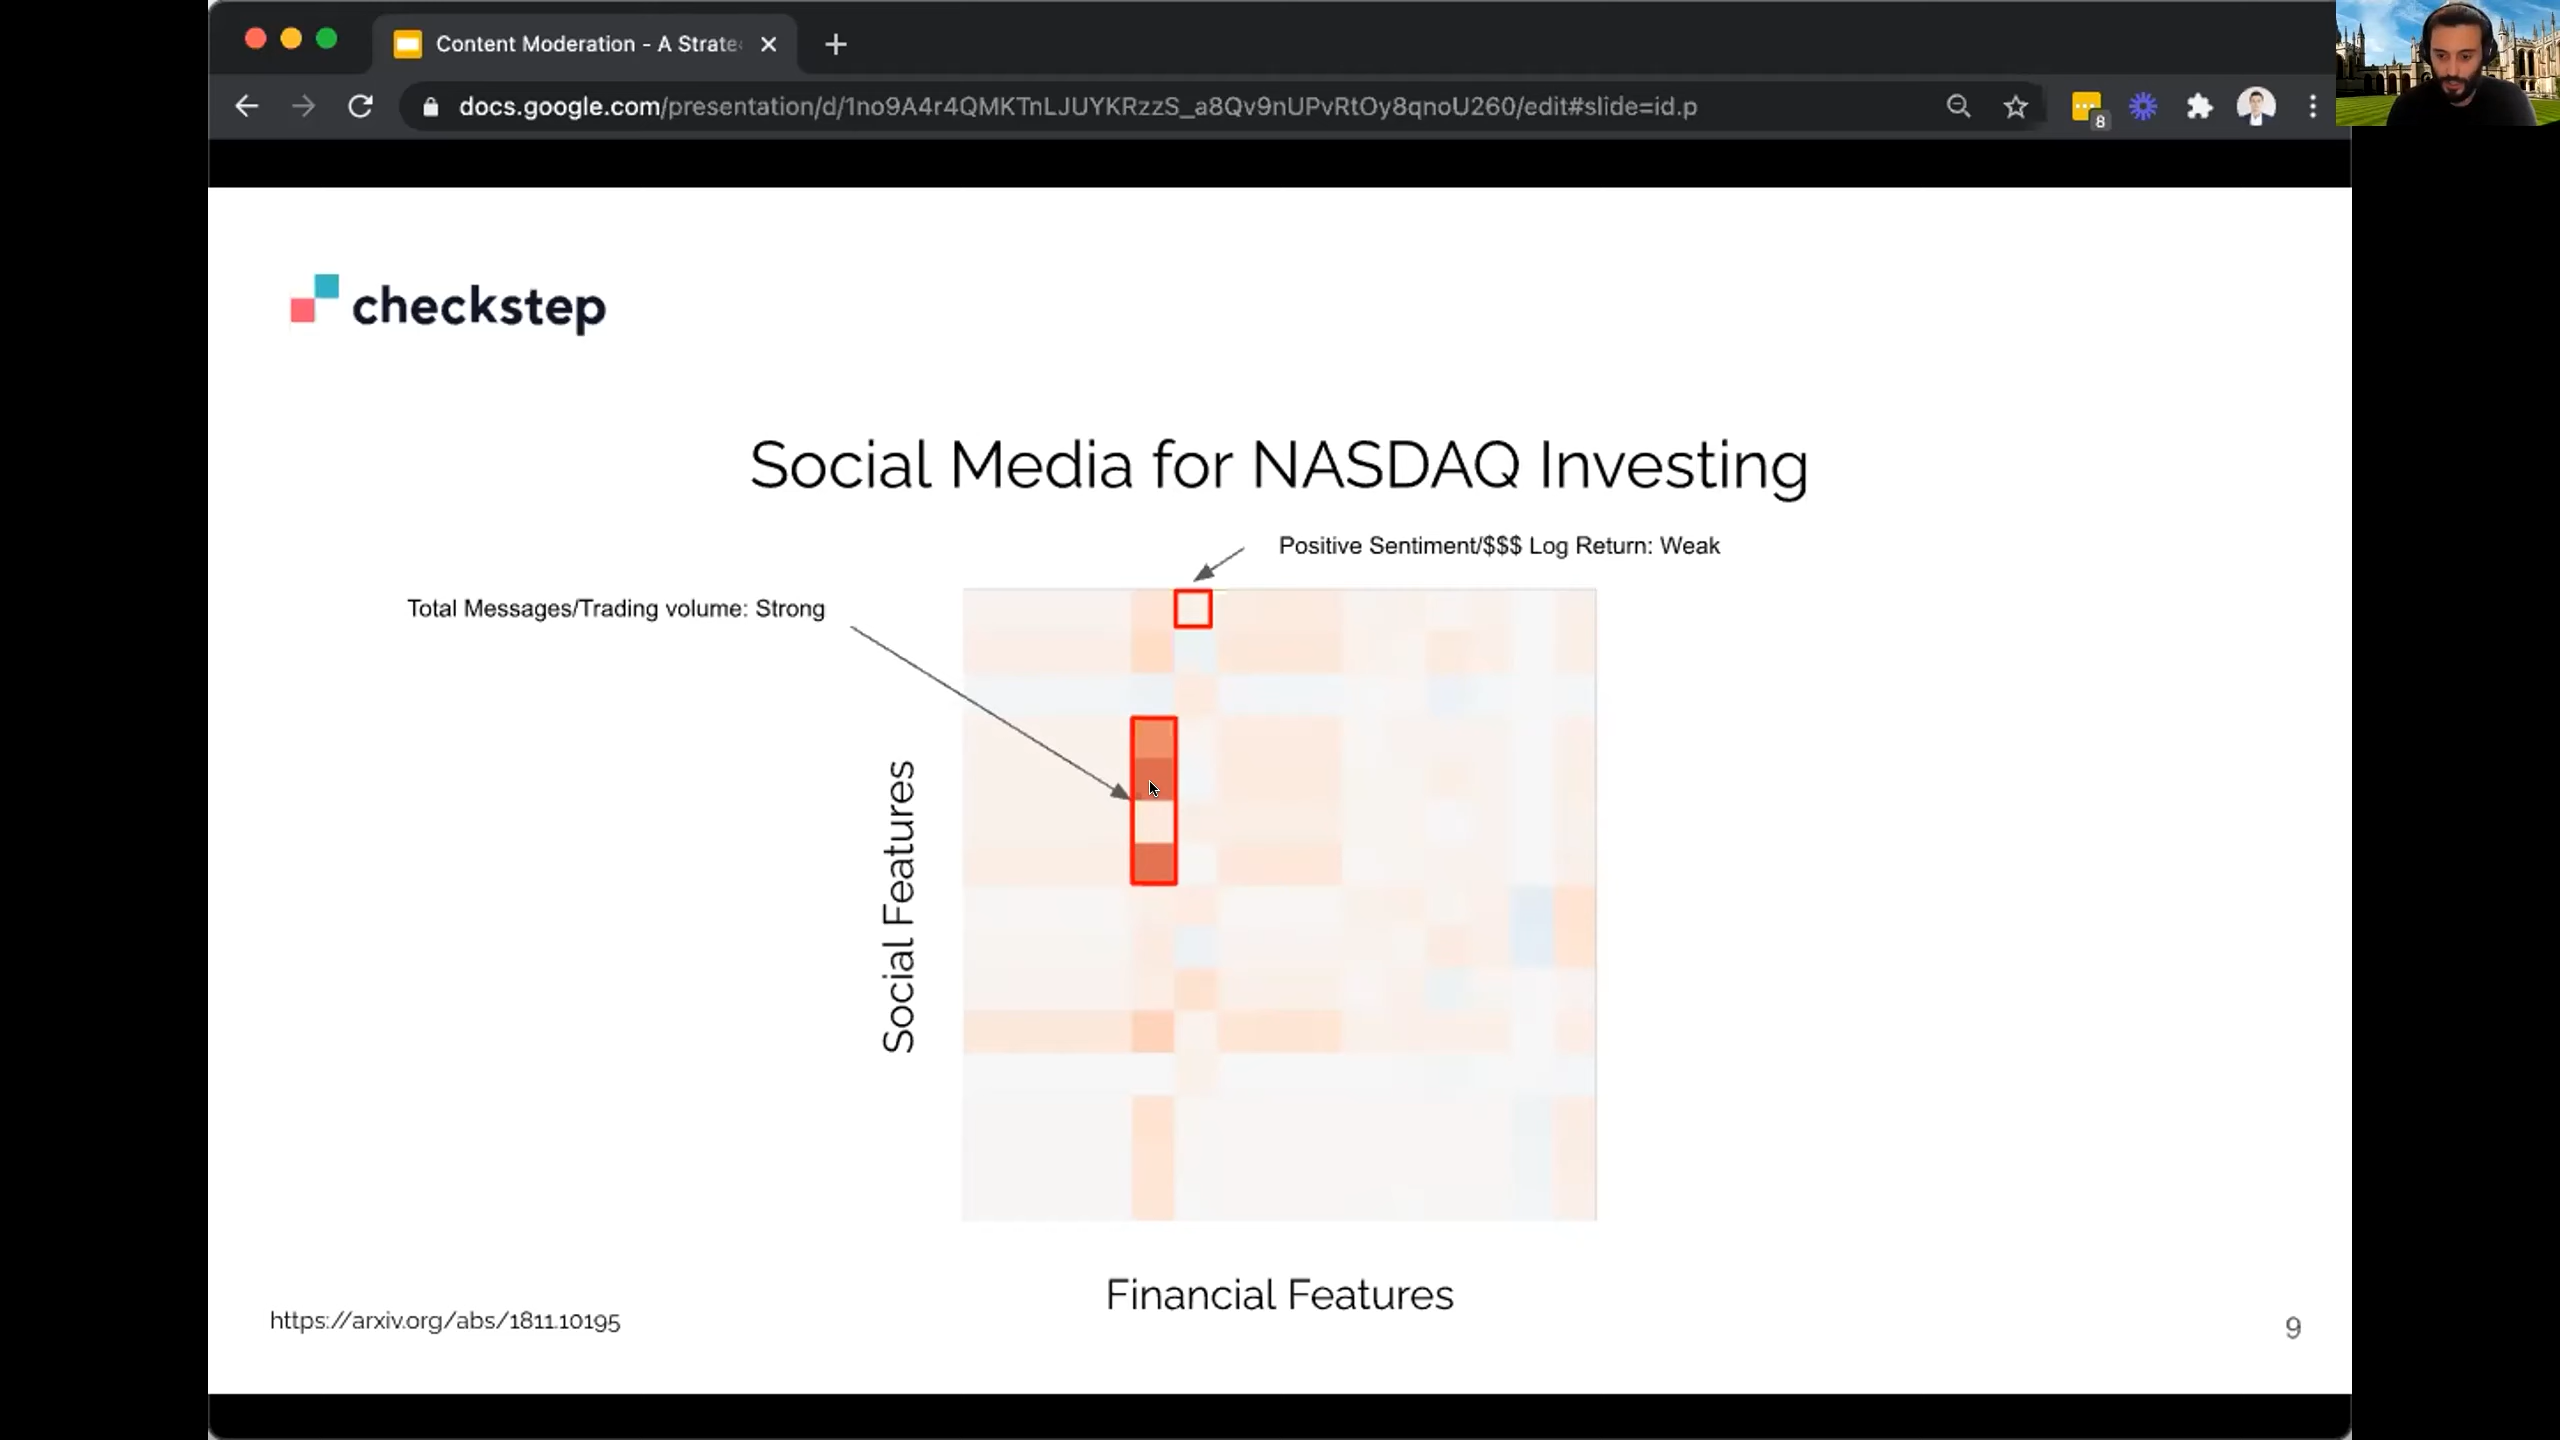 Content Moderation - A Strate
docs.google.com/presentation/d/1no9A4r4QMKTnLJUYKRzzS_a8Qv9nUPvRtOy8qnoU260/edit#slide=id.p
8
checkstep
Social Media for NASDAQ Investing
Positive Sentiment/$$$ Log Return: Weak
Total Messages/Trading volume: Strong
Social Features
Financial Features
https://arxiv.org/abs/1811.10195
9